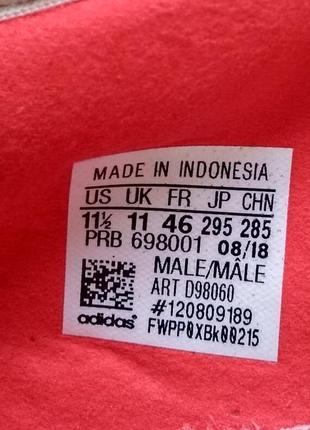 MADE IN INDONESIA
US UK FR JP CHN
11½ 11 46 295 285
PRB 698001 08/18
MALE/MÂLE
ART D98060
#120809189
adidas® FWPP0XBk00215